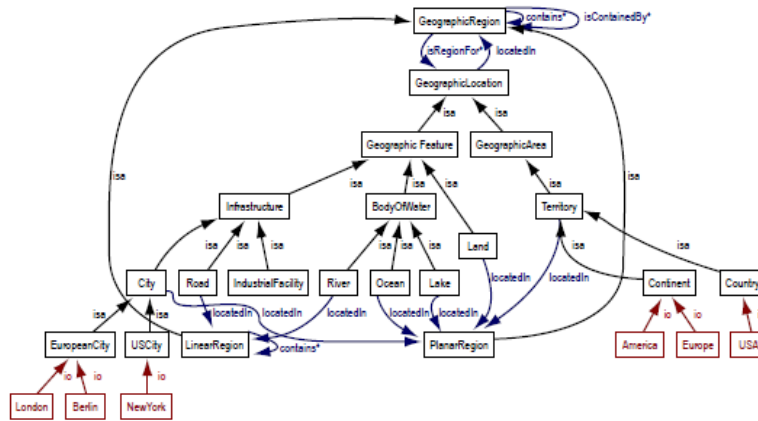 GeographicRegion
contains*
isContainedBy*
isRegionFor*
locatedIn
GeographicLocation
isa
isa
Geographic Feature
GeographicArea
isa
isa
isa
isa
isa
isa
Infrastructure
BodyOfWater
Territory
isa
isa
isa
isa
isa
isa
isa
isa
Land
City
Road
IndustrialFacility
River
Ocean
Lake
locatedIn
locatedIn
Continent
Country
isa
isa
locatedIn
locatedIn
locatedIn
locatedIn
locatedIn
io
io
EuropeanCity
USCity
LinearRegion
contains*
PlanarRegion
America
Europe
USA
io
io
io
London
Berlin
NewYork